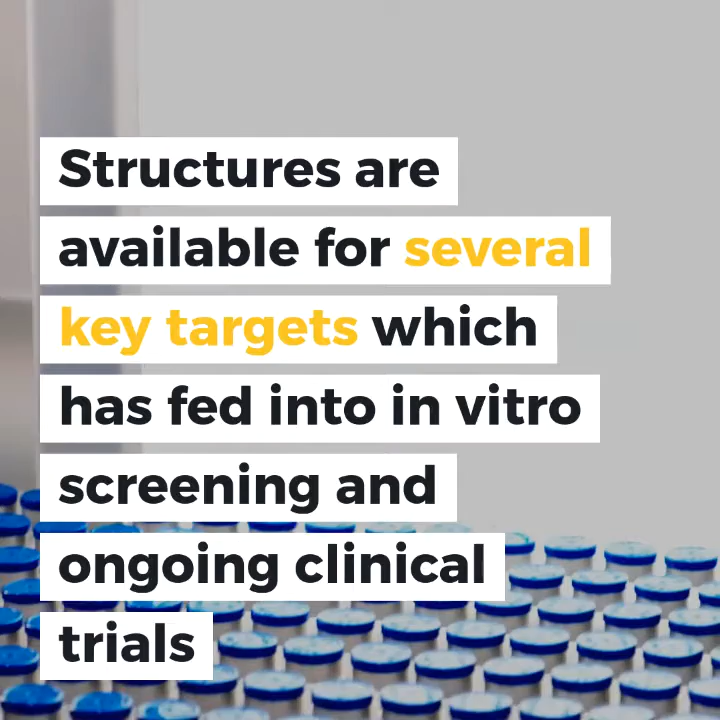 Structures are
available for several
key targets which
has fed into in vitro
screening and
ongoing clinical
trials